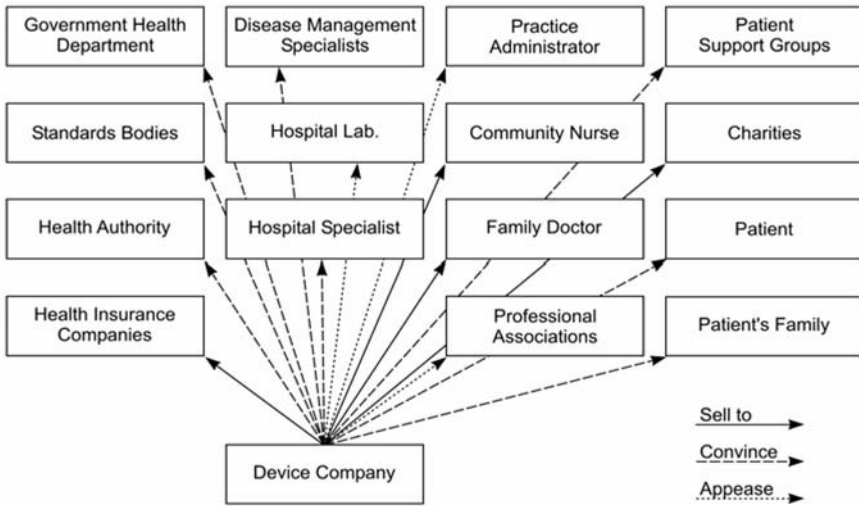 Government Health
Department
Disease Management
Specialists
Practice
Administrator
Patient
Support Groups
Standards Bodies
Hospital Lab.
Community Nurse
Charities
Health Authority
Hospital Specialist
Family Doctor
Patient
Health Insurance
Companies
Professional
Associations
Patient's Family
Device Company
Sell to
Convince
Appease